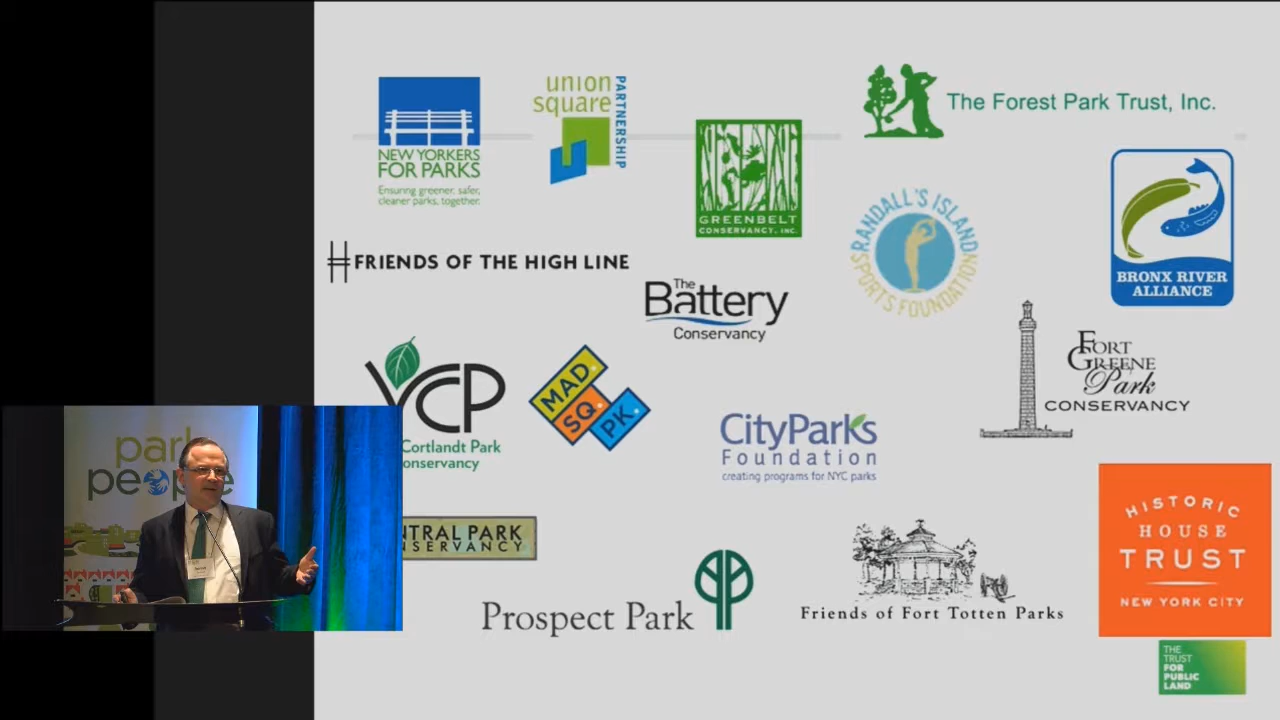 NEW YORKERS
FOR PARKS
Ensuring greener, safer,
cleaner parks, together.
union
square
PARTNERSHIP
GREENBELT
CONSERVANCY, INC.
The Forest Park Trust, Inc.
RANDALL'S ISLAND
SPORTS FOUNDATION
BRONX RIVER
ALLIANCE
FRIENDS OF THE HIGH LINE
The
Battery
Conservancy
FORT
GREENE
Park
CONSERVANCY
VCP
Cortlandt Park
onservancy
MAD.
SQ.
PK.
CityParks
Foundation
creating programs for NYC parks
park
people
NTRAL PARK
NSERVANCY
Prospect Park
Friends of Fort Totten Parks
HISTORIC
HOUSE
TRUST
NEW YORK CITY
THE
TRUST
FOR
PUBLIC
LAND